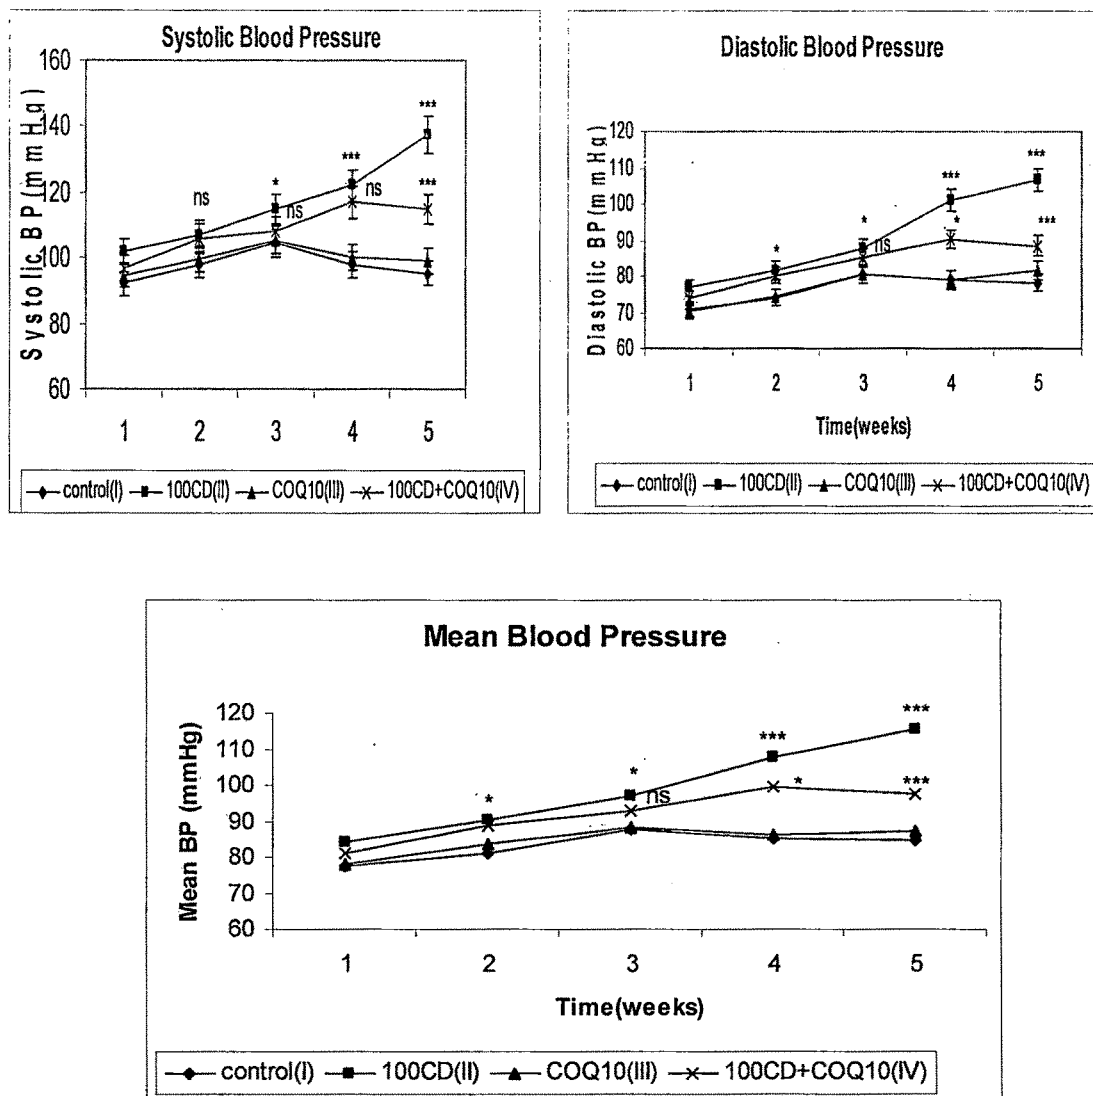 Systolic Blood Pressure
Systolic BP (mmHg)
160
140
120
100
80
60
***
***
***
*
ns
ns
ns
1 2 3 4 5
control(I) 100CD(II) COQ10(III) 100CD+COQ10(IV)
Diastolic Blood Pressure
Diastolic BP (mmHg)
120
110
100
90
80
70
60
***
***
***
*
*
*
ns
1 2 3 4 5
Time(weeks)
control(I) 100CD(II) COQ10(III) 100CD+COQ10(IV)
Mean Blood Pressure
Mean BP (mmHg)
120
110
100
90
80
70
60
***
***
***
*
*
*
ns
1 2 3 4 5
Time(weeks)
control(I) 100CD(II) COQ10(III) 100CD+COQ10(IV)